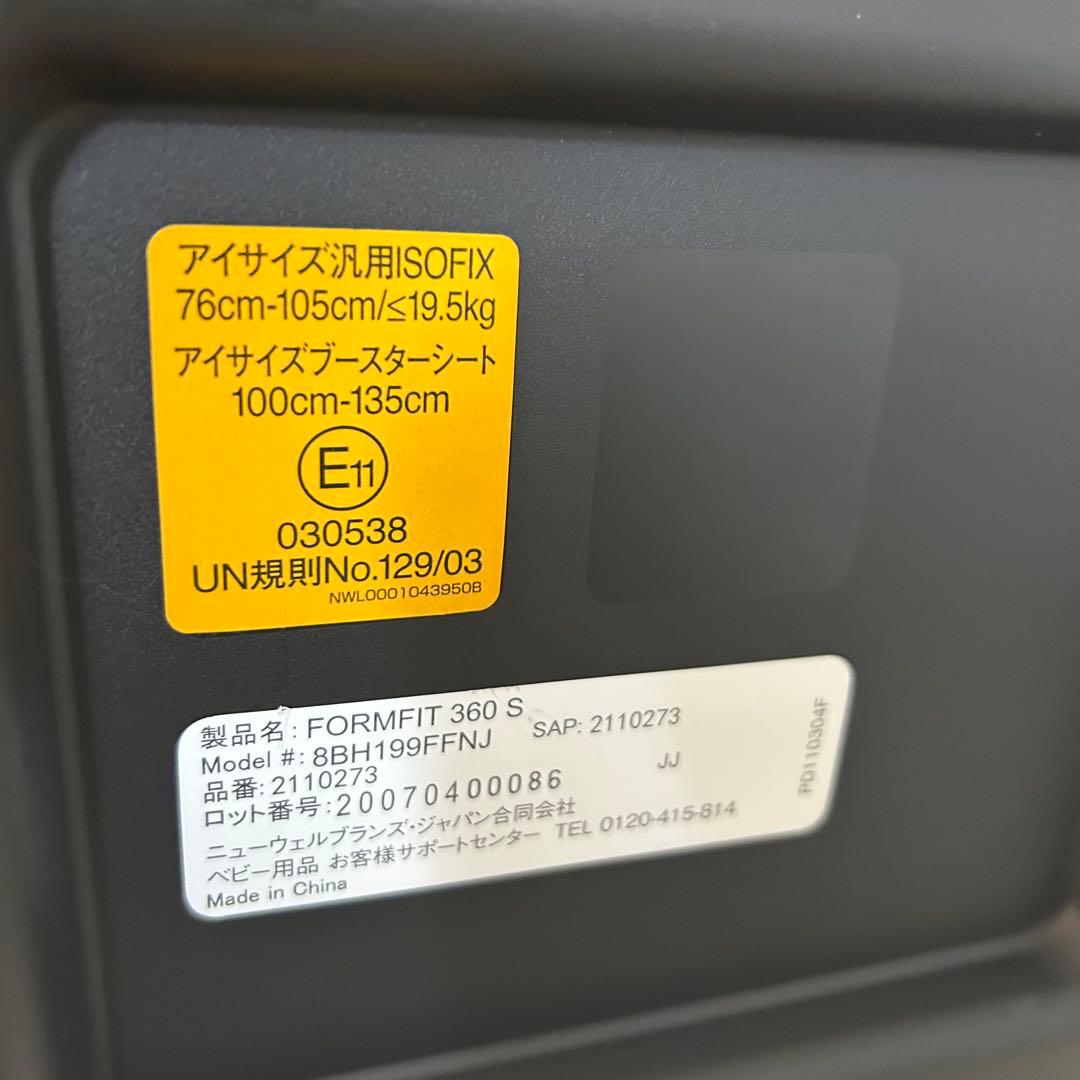 アイサイズ汎用ISOFIX
76cm-105cm/≤19.5kg
アイサイズブースターシート
100cm-135cm
E11
030538
UN規則No.129/03
NWL0001043950B
製品名: FORMFIT 360 S
Model #: 8BH199FFNJ SAP: 2110273
品番: 2110273
ロット番号: 20070400086 JJ
ニューウェルブランズ・ジャパン合同会社
ベビー用品 お客様サポートセンター TEL 0120-415-814
Made in China
PD110304F